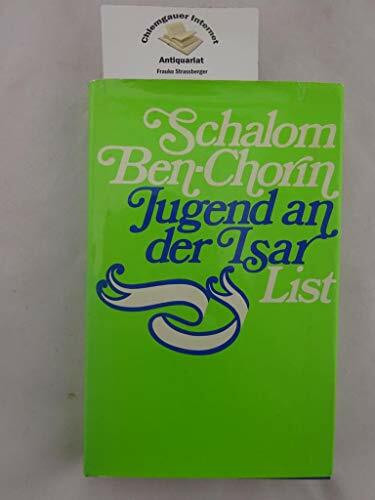 Chiemgauer Internet
Antiquariat
Frauke Strassberger
Schalom
Ben-Chorin
Jugend an
der Isar
List